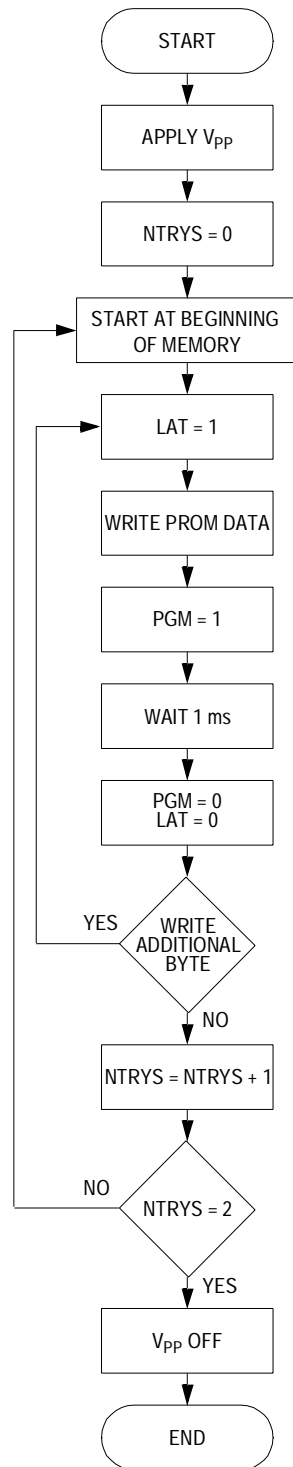 START
APPLY VPP
NTRYS = 0
START AT BEGINNING
OF MEMORY
LAT = 1
WRITE PROM DATA
PGM = 1
WAIT 1 ms
PGM = 0
LAT = 0
YES
WRITE
ADDITIONAL
BYTE
NO
NTRYS = NTRYS + 1
NO
NTRYS = 2
YES
VPP OFF
END